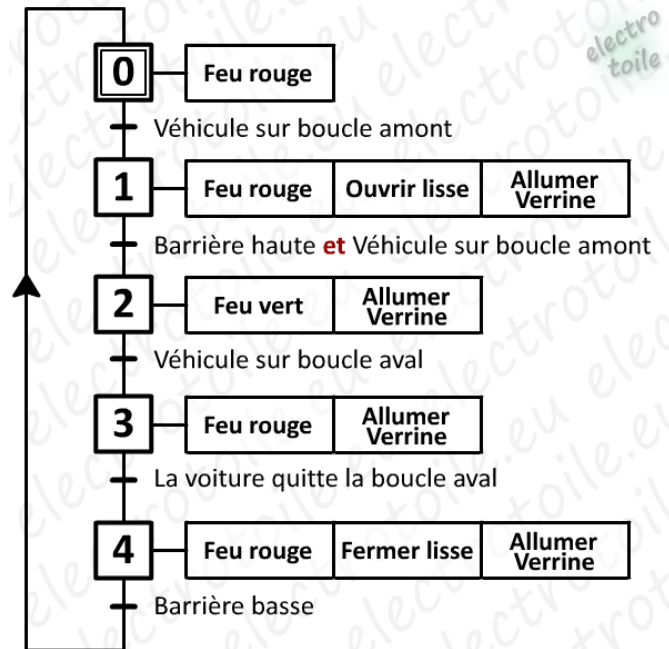 electro
toile
0 Feu rouge
Véhicule sur boucle amont
1 Feu rouge Ouvrir lisse Allumer
Verrine
Barrière haute et Véhicule sur boucle amont
2 Feu vert Allumer
Verrine
Véhicule sur boucle aval
3 Feu rouge Allumer
Verrine
La voiture quitte la boucle aval
4 Feu rouge Fermer lisse Allumer
Verrine
Barrière basse